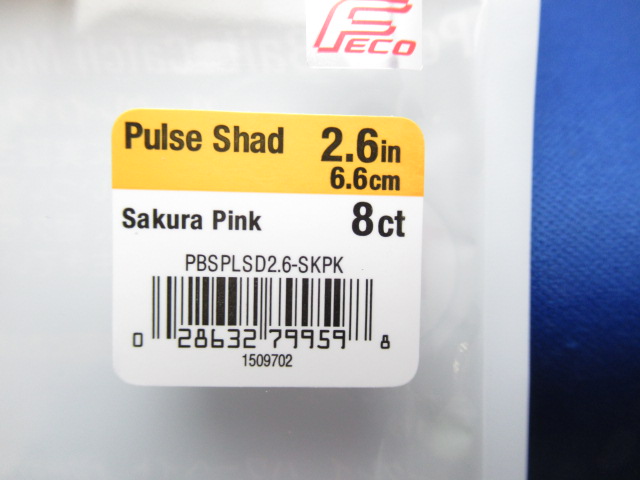 FECO
Pulse Shad 2.6in
6.6cm
Sakura Pink 8ct
PBSPLSD2.6-SKPK
0 28632 79959 8
1509702